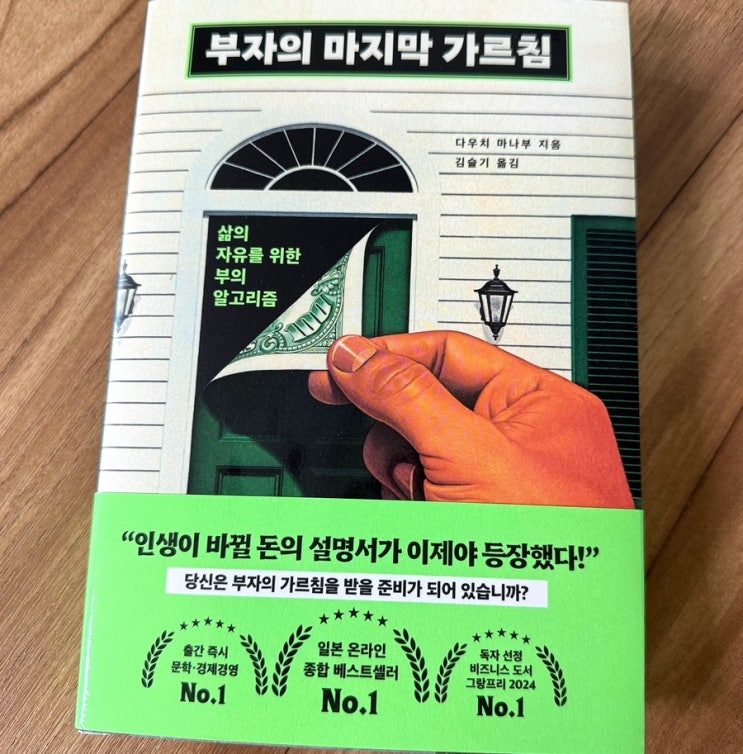 부자의 마지막 가르침
다우치 마나부 지음
김슬기 옮김
삶의
자유를 위한
부의
알고리즘
“인생이 바뀔 돈의 설명서가 이제야 등장했다!”
당신은 부자의 가르침을 받을 준비가 되어 있습니까?
출간 즉시
문학·경제경영
No.1
일본 온라인
종합 베스트셀러
No.1
독자 선정
비즈니스 도서
그랑프리 2024
No.1